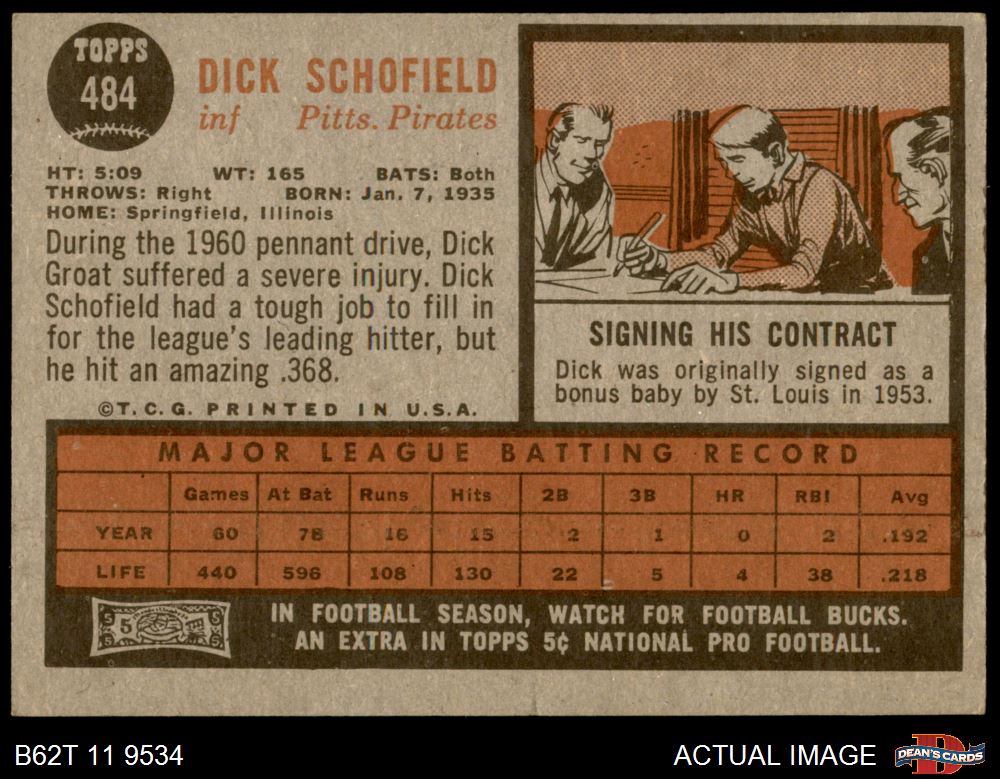 TOPPS
484
DICK SCHOFIELD
inf Pitts. Pirates
HT: 5:09 WT: 165 BATS: Both
THROWS: Right BORN: Jan. 7, 1935
HOME: Springfield, Illinois
During the 1960 pennant drive, Dick
Groat suffered a severe injury. Dick
Schofield had a tough job to fill in
for the league's leading hitter, but
he hit an amazing .368.
©T.C.G. PRINTED IN U.S.A.
SIGNING HIS CONTRACT
Dick was originally signed as a
bonus baby by St. Louis in 1953.
MAJOR LEAGUE BATTING RECORD
Games At Bat Runs Hits 2B 3B HR RBI Avg
YEAR 60 78 16 15 2 1 0 2 .192
LIFE 440 596 108 130 22 5 4 38 .218
5
IN FOOTBALL SEASON, WATCH FOR FOOTBALL BUCKS.
AN EXTRA IN TOPPS 5¢ NATIONAL PRO FOOTBALL.
B62T 11 9534
ACTUAL IMAGE
DEAN'S CARDS